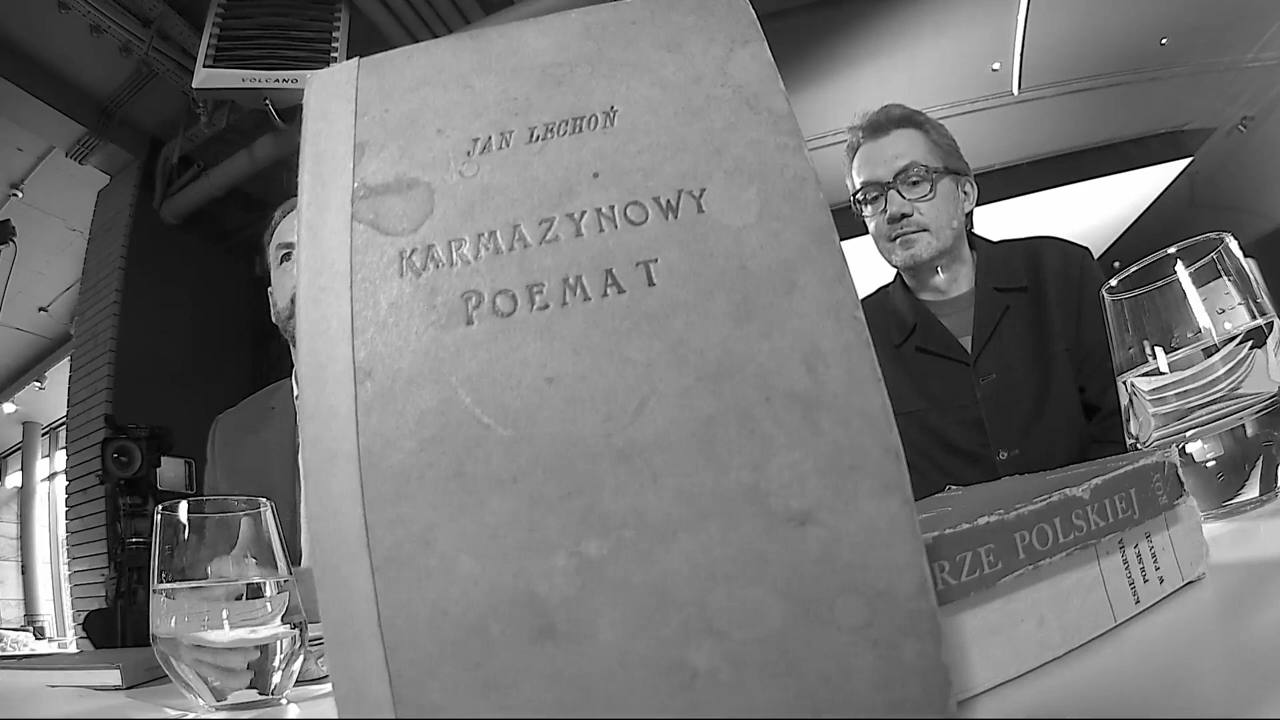 VOLCANO
JAN LECHOŃ
KARMAZYNOWY
POEMAT
RZE POLSKIEJ
KSIĘGARNIA
POLSKA
W PARYŻU